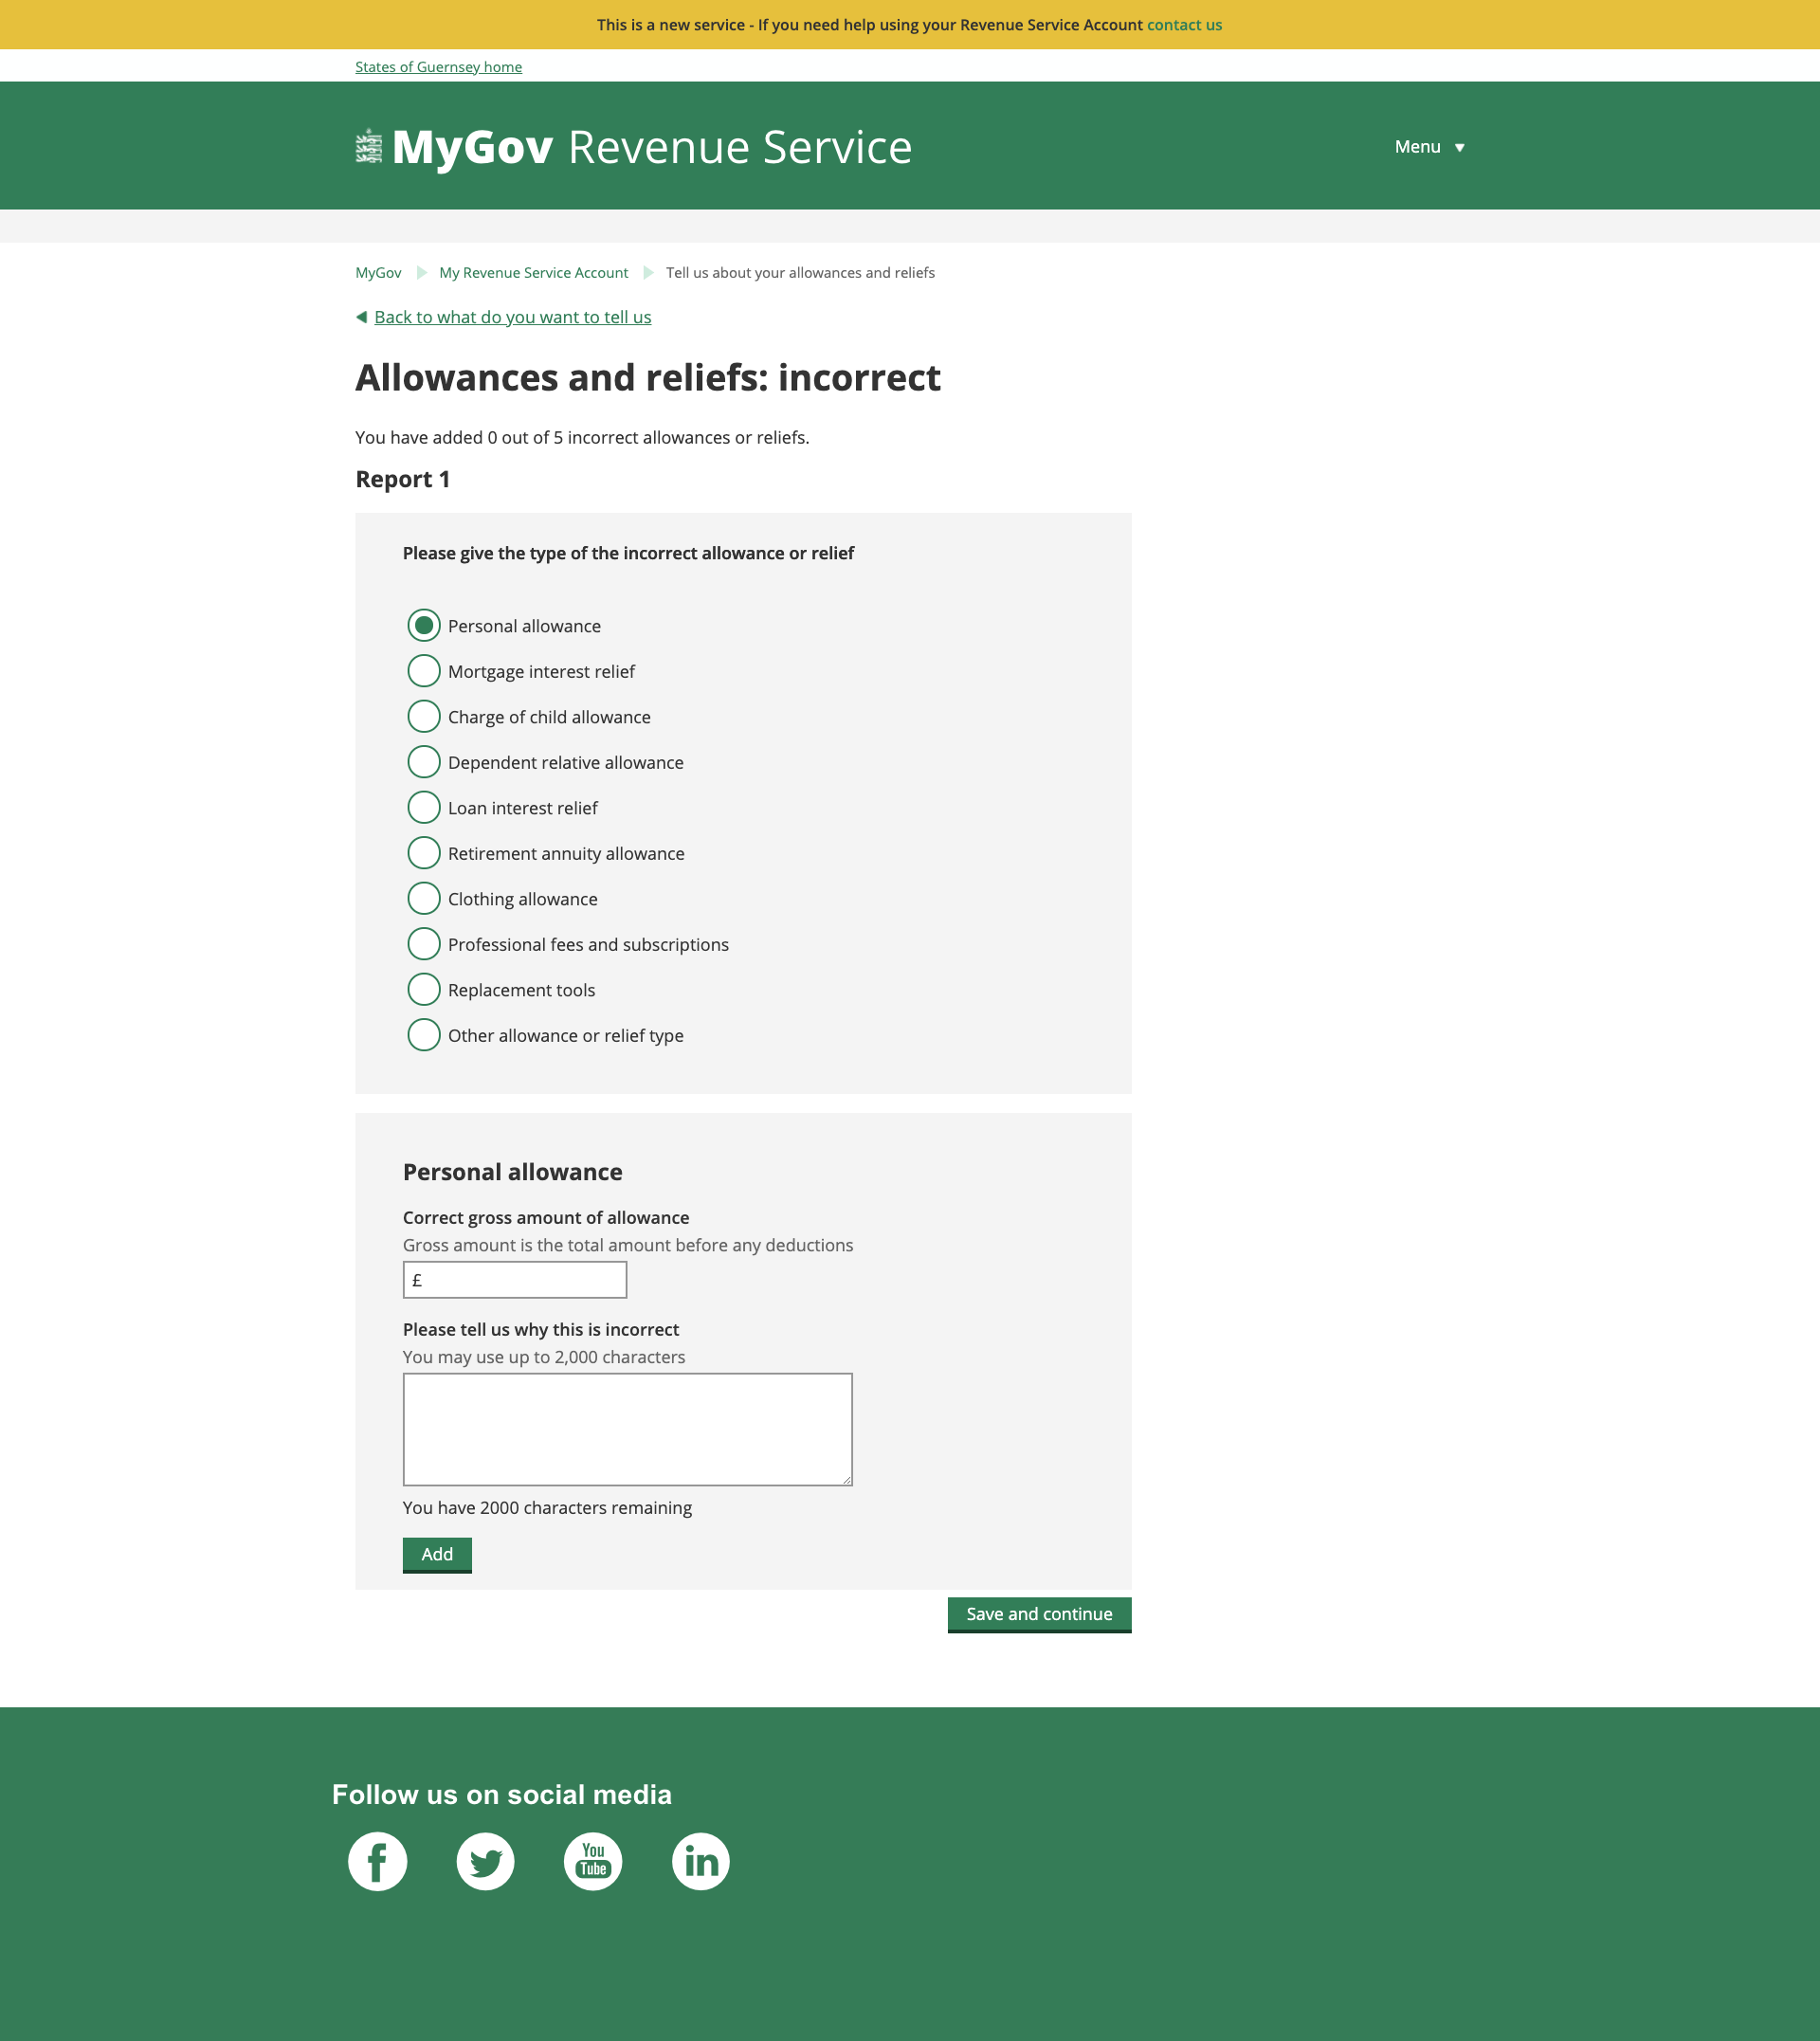 This is a new service - If you need help using your Revenue Service Account contact us
States of Guernsey home
MyGov Revenue Service
Menu
MyGov
My Revenue Service Account
Tell us about your allowances and reliefs
Back to what do you want to tell us
Allowances and reliefs: incorrect
You have added 0 out of 5 incorrect allowances or reliefs.
Report 1
Please give the type of the incorrect allowance or relief
Personal allowance
Mortgage interest relief
Charge of child allowance
Dependent relative allowance
Loan interest relief
Retirement annuity allowance
Clothing allowance
Professional fees and subscriptions
Replacement tools
Other allowance or relief type
Personal allowance
Correct gross amount of allowance
Gross amount is the total amount before any deductions
£
Please tell us why this is incorrect
You may use up to 2,000 characters
You have 2000 characters remaining
Add
Save and continue
Follow us on social media
f
You
Tube
in